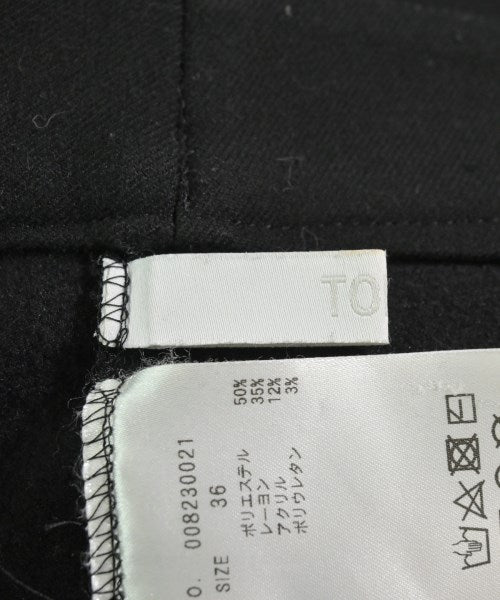 TO
o. 008230021
SIZE 36
ポリエステル 50%
レーヨン 35%
アクリル 12%
ポリウレタン 3%